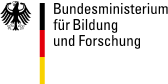 Bundesministerium
für Bildung
und Forschung